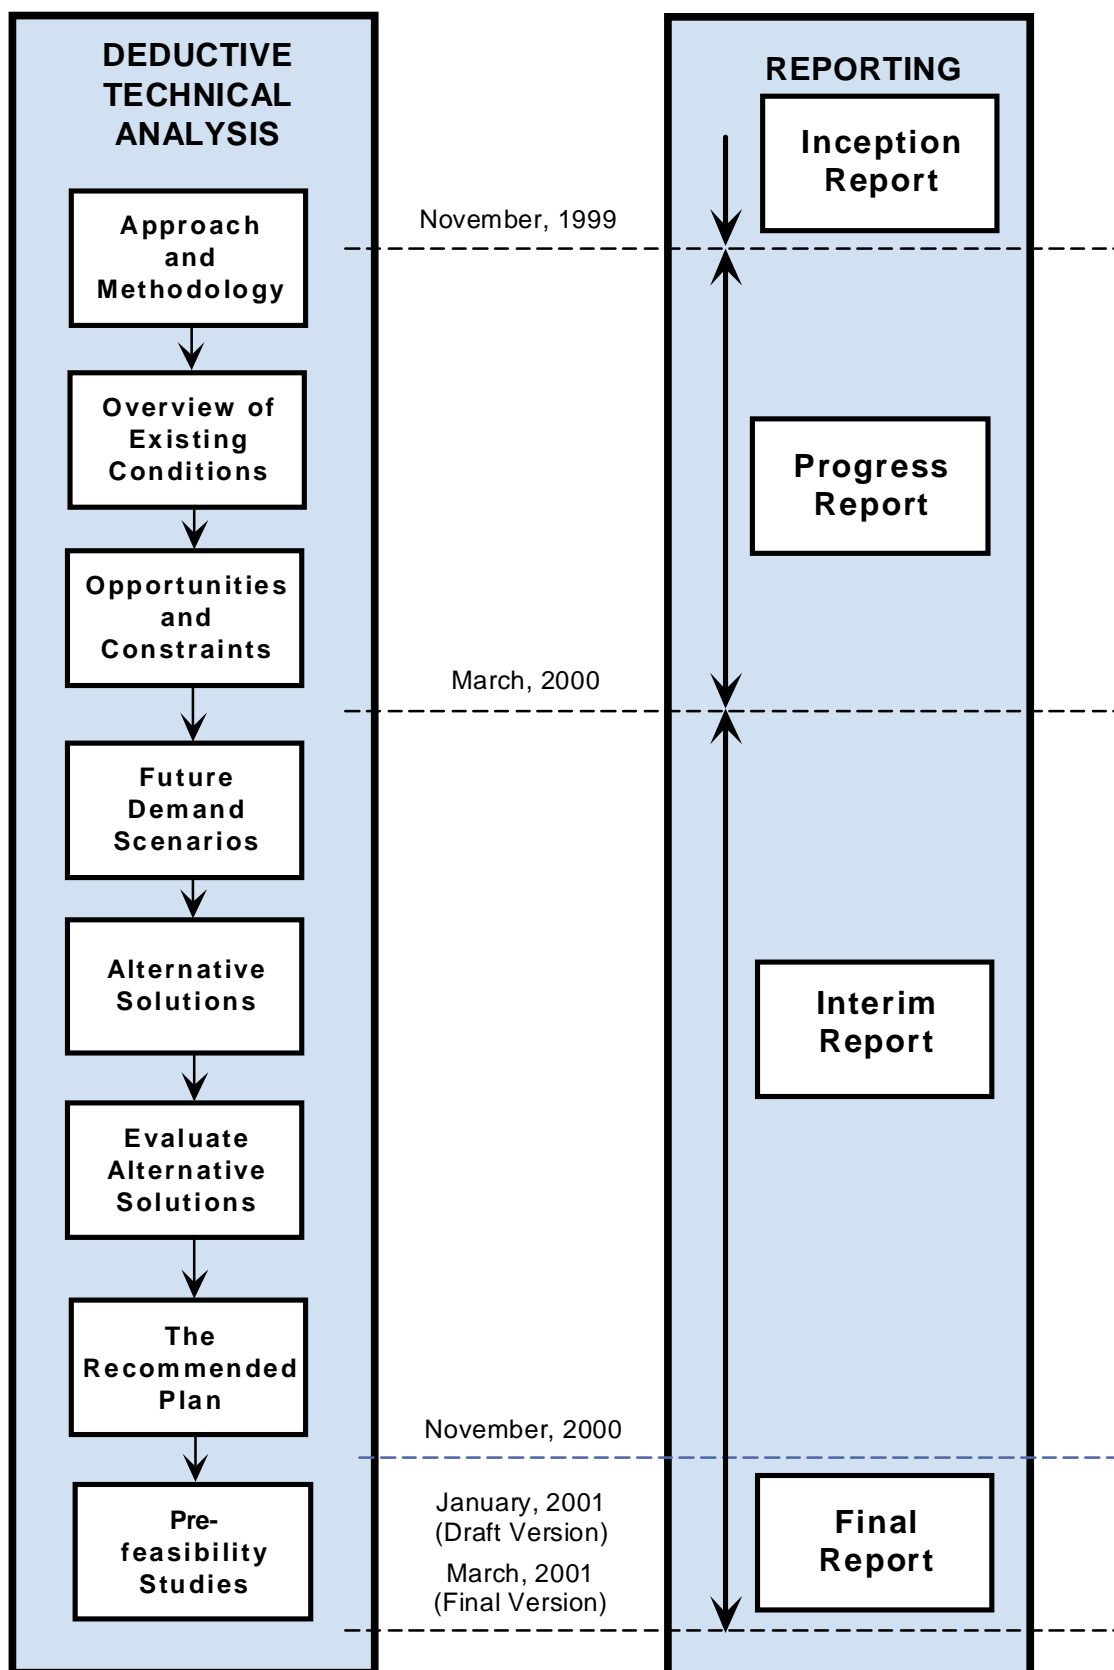 DEDUCTIVE
TECHNICAL
ANALYSIS
Approach
and
Methodology
Overview of
Existing
Conditions
Opportunities
and
Constraints
Future
Demand
Scenarios
Alternative
Solutions
Evaluate
Alternative
Solutions
The
Recommended
Plan
Pre-
feasibility
Studies
November, 1999
March, 2000
November, 2000
January, 2001
(Draft Version)
March, 2001
(Final Version)
REPORTING
Inception
Report
Progress
Report
Interim
Report
Final
Report